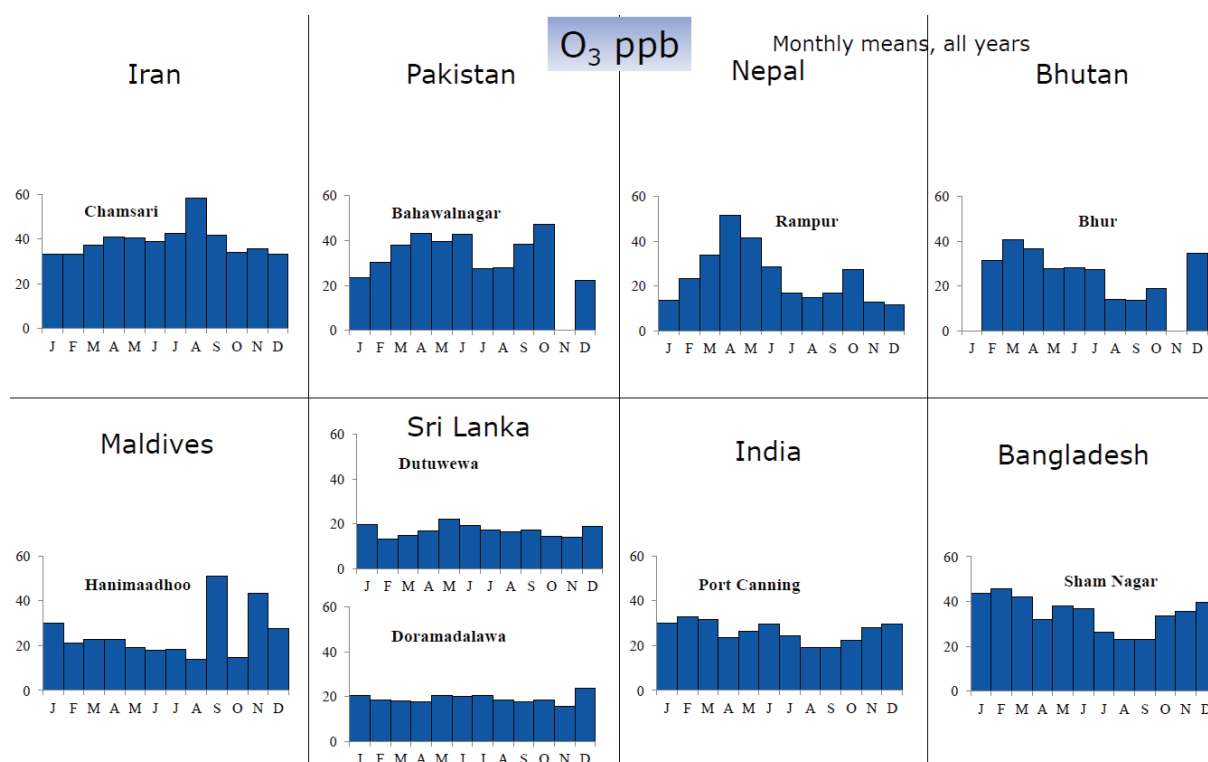 O₃ ppb
Monthly means, all years
Iran
Pakistan
Nepal
Bhutan
Chamsari
60
40
20
0
J F M A M J J A S O N D
Bahawalnagar
60
40
20
0
J F M A M J J A S O N D
Rampur
60
40
20
0
J F M A M J J A S O N D
Bhur
60
40
20
0
J F M A M J J A S O N D
Maldives
Sri Lanka
India
Bangladesh
Hanimaadhoo
60
40
20
0
J F M A M J J A S O N D
Dutuwewa
60
40
20
0
J F M A M J J A S O N D
Doramadalawa
60
40
20
0
J F M A M J J A S O N D
Port Canning
60
40
20
0
J F M A M J J A S O N D
Sham Nagar
60
40
20
0
J F M A M J J A S O N D